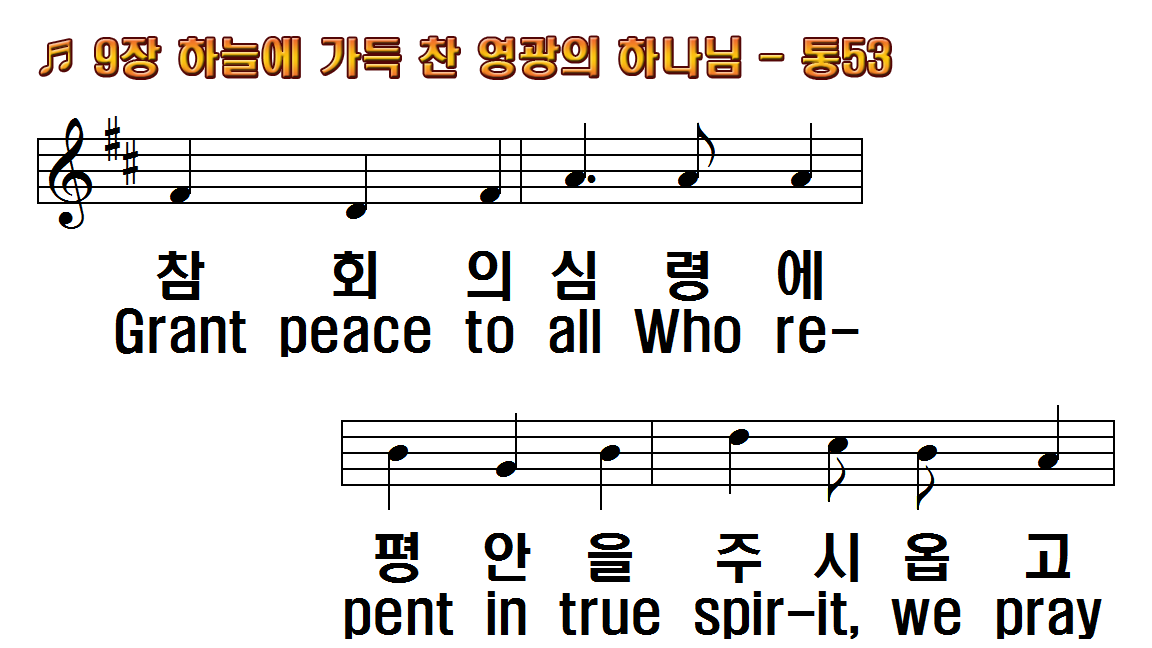 ♬ 9장 하늘에 가득 찬 영광의 하나님 - 통53
참 회 의 심 령 에
Grant peace to all Who re-
평 안 을 주 시 옵 고
pent in true spir-it, we pray